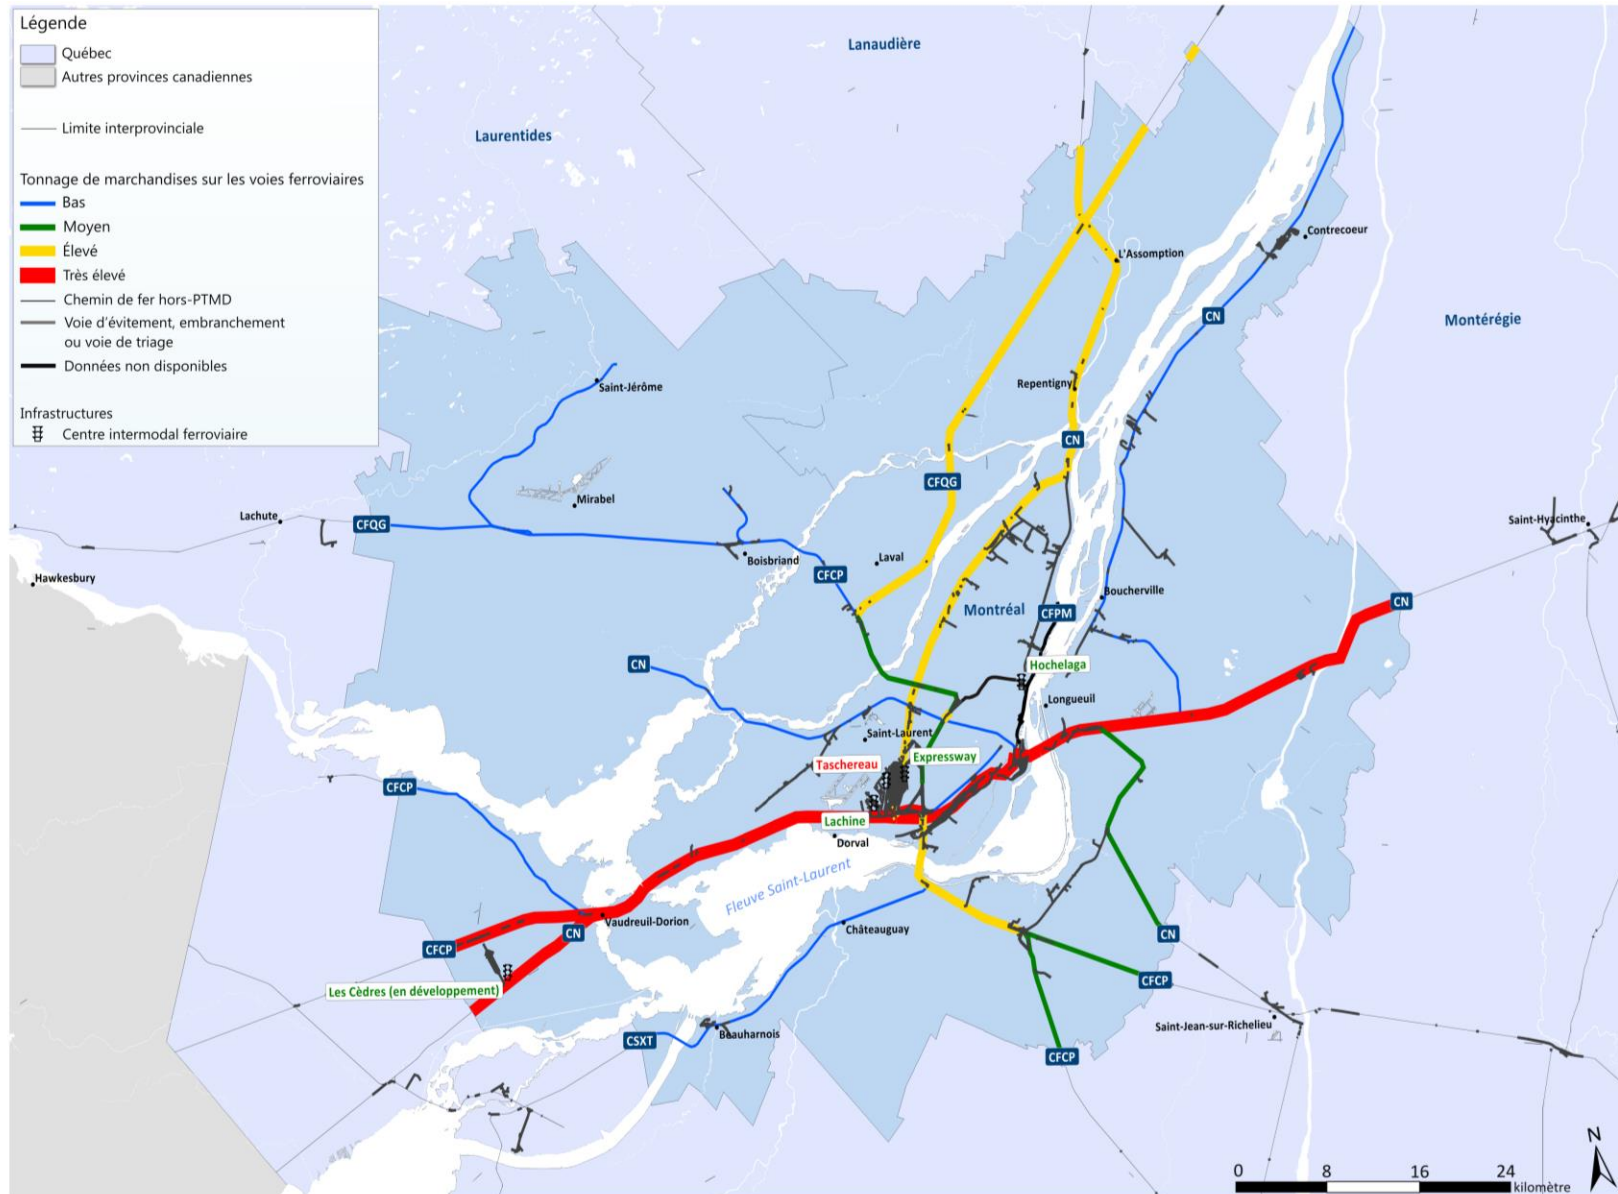 Légende
Québec
Autres provinces canadiennes
Limite interprovinciale
Tonnage de marchandises sur les voies ferroviaires
Bas
Moyen
Élevé
Très élevé
Chemin de fer hors-PTMD
Voie d'évitement, embranchement
ou voie de triage
Données non disponibles
Infrastructures
Centre intermodal ferroviaire
Lanaudière
Laurentides
Contrecoeur
L'Assomption
CN
Montérégie
Saint-Jérôme
Repentigny
CN
CFQG
Mirabel
Lachute
CFQG
Saint-Hyacinthe
Boisbriand
Laval
Hawkesbury
CFCP
Boucherville
Montréal
CFPM
CN
CN
Hochelaga
Longueuil
Saint-Laurent
Taschereau
Expressway
CFCP
Lachine
Dorval
Fleuve Saint-Laurent
Vaudreuil-Dorion
Châteauguay
CN
CN
CFCP
CFCP
Les Cèdres (en développement)
Saint-Jean-sur-Richelieu
Beauharnois
CSXT
CFCP
N
0 8 16 24
kilomètre